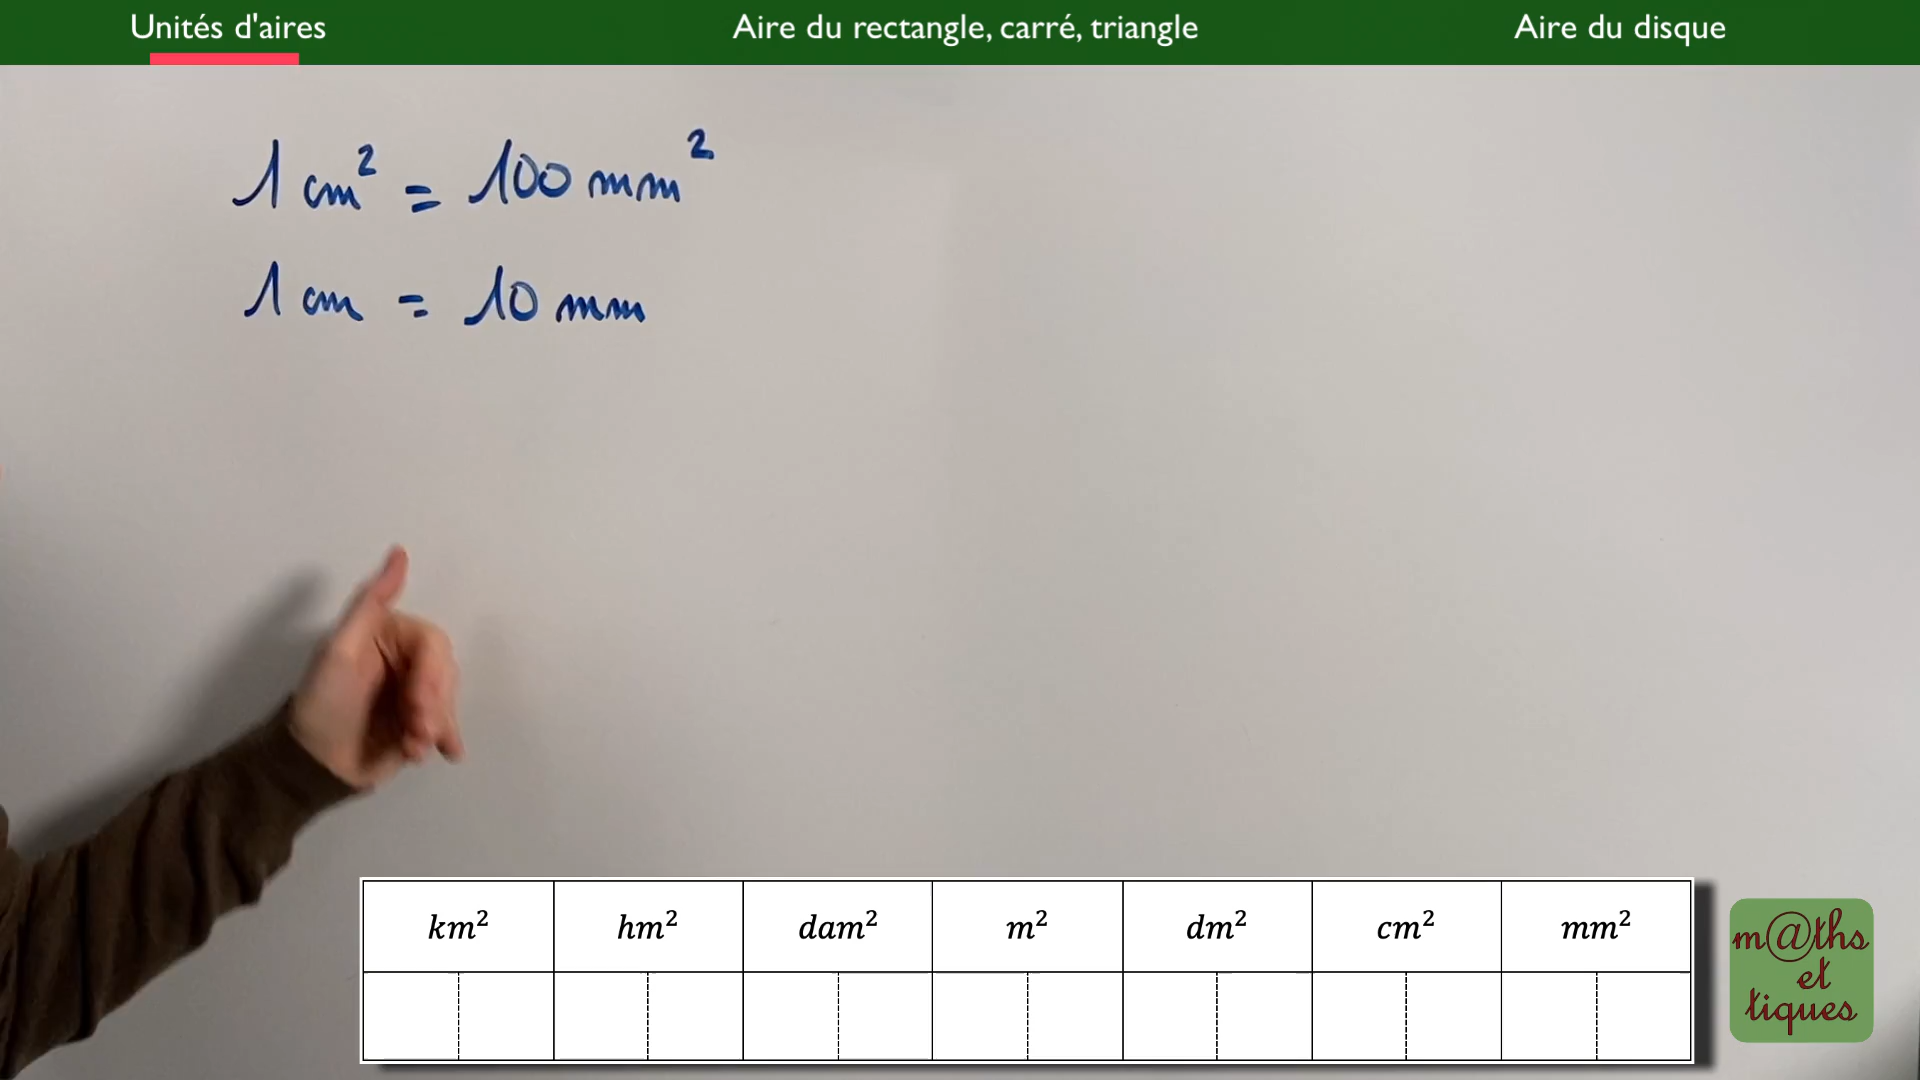 Unités d'aires
Aire du rectangle, carré, triangle
Aire du disque
1 cm² = 100 mm²
1 cm = 10 mm
km² hm² dam² m² dm² cm² mm²
m@ths
et
tiques